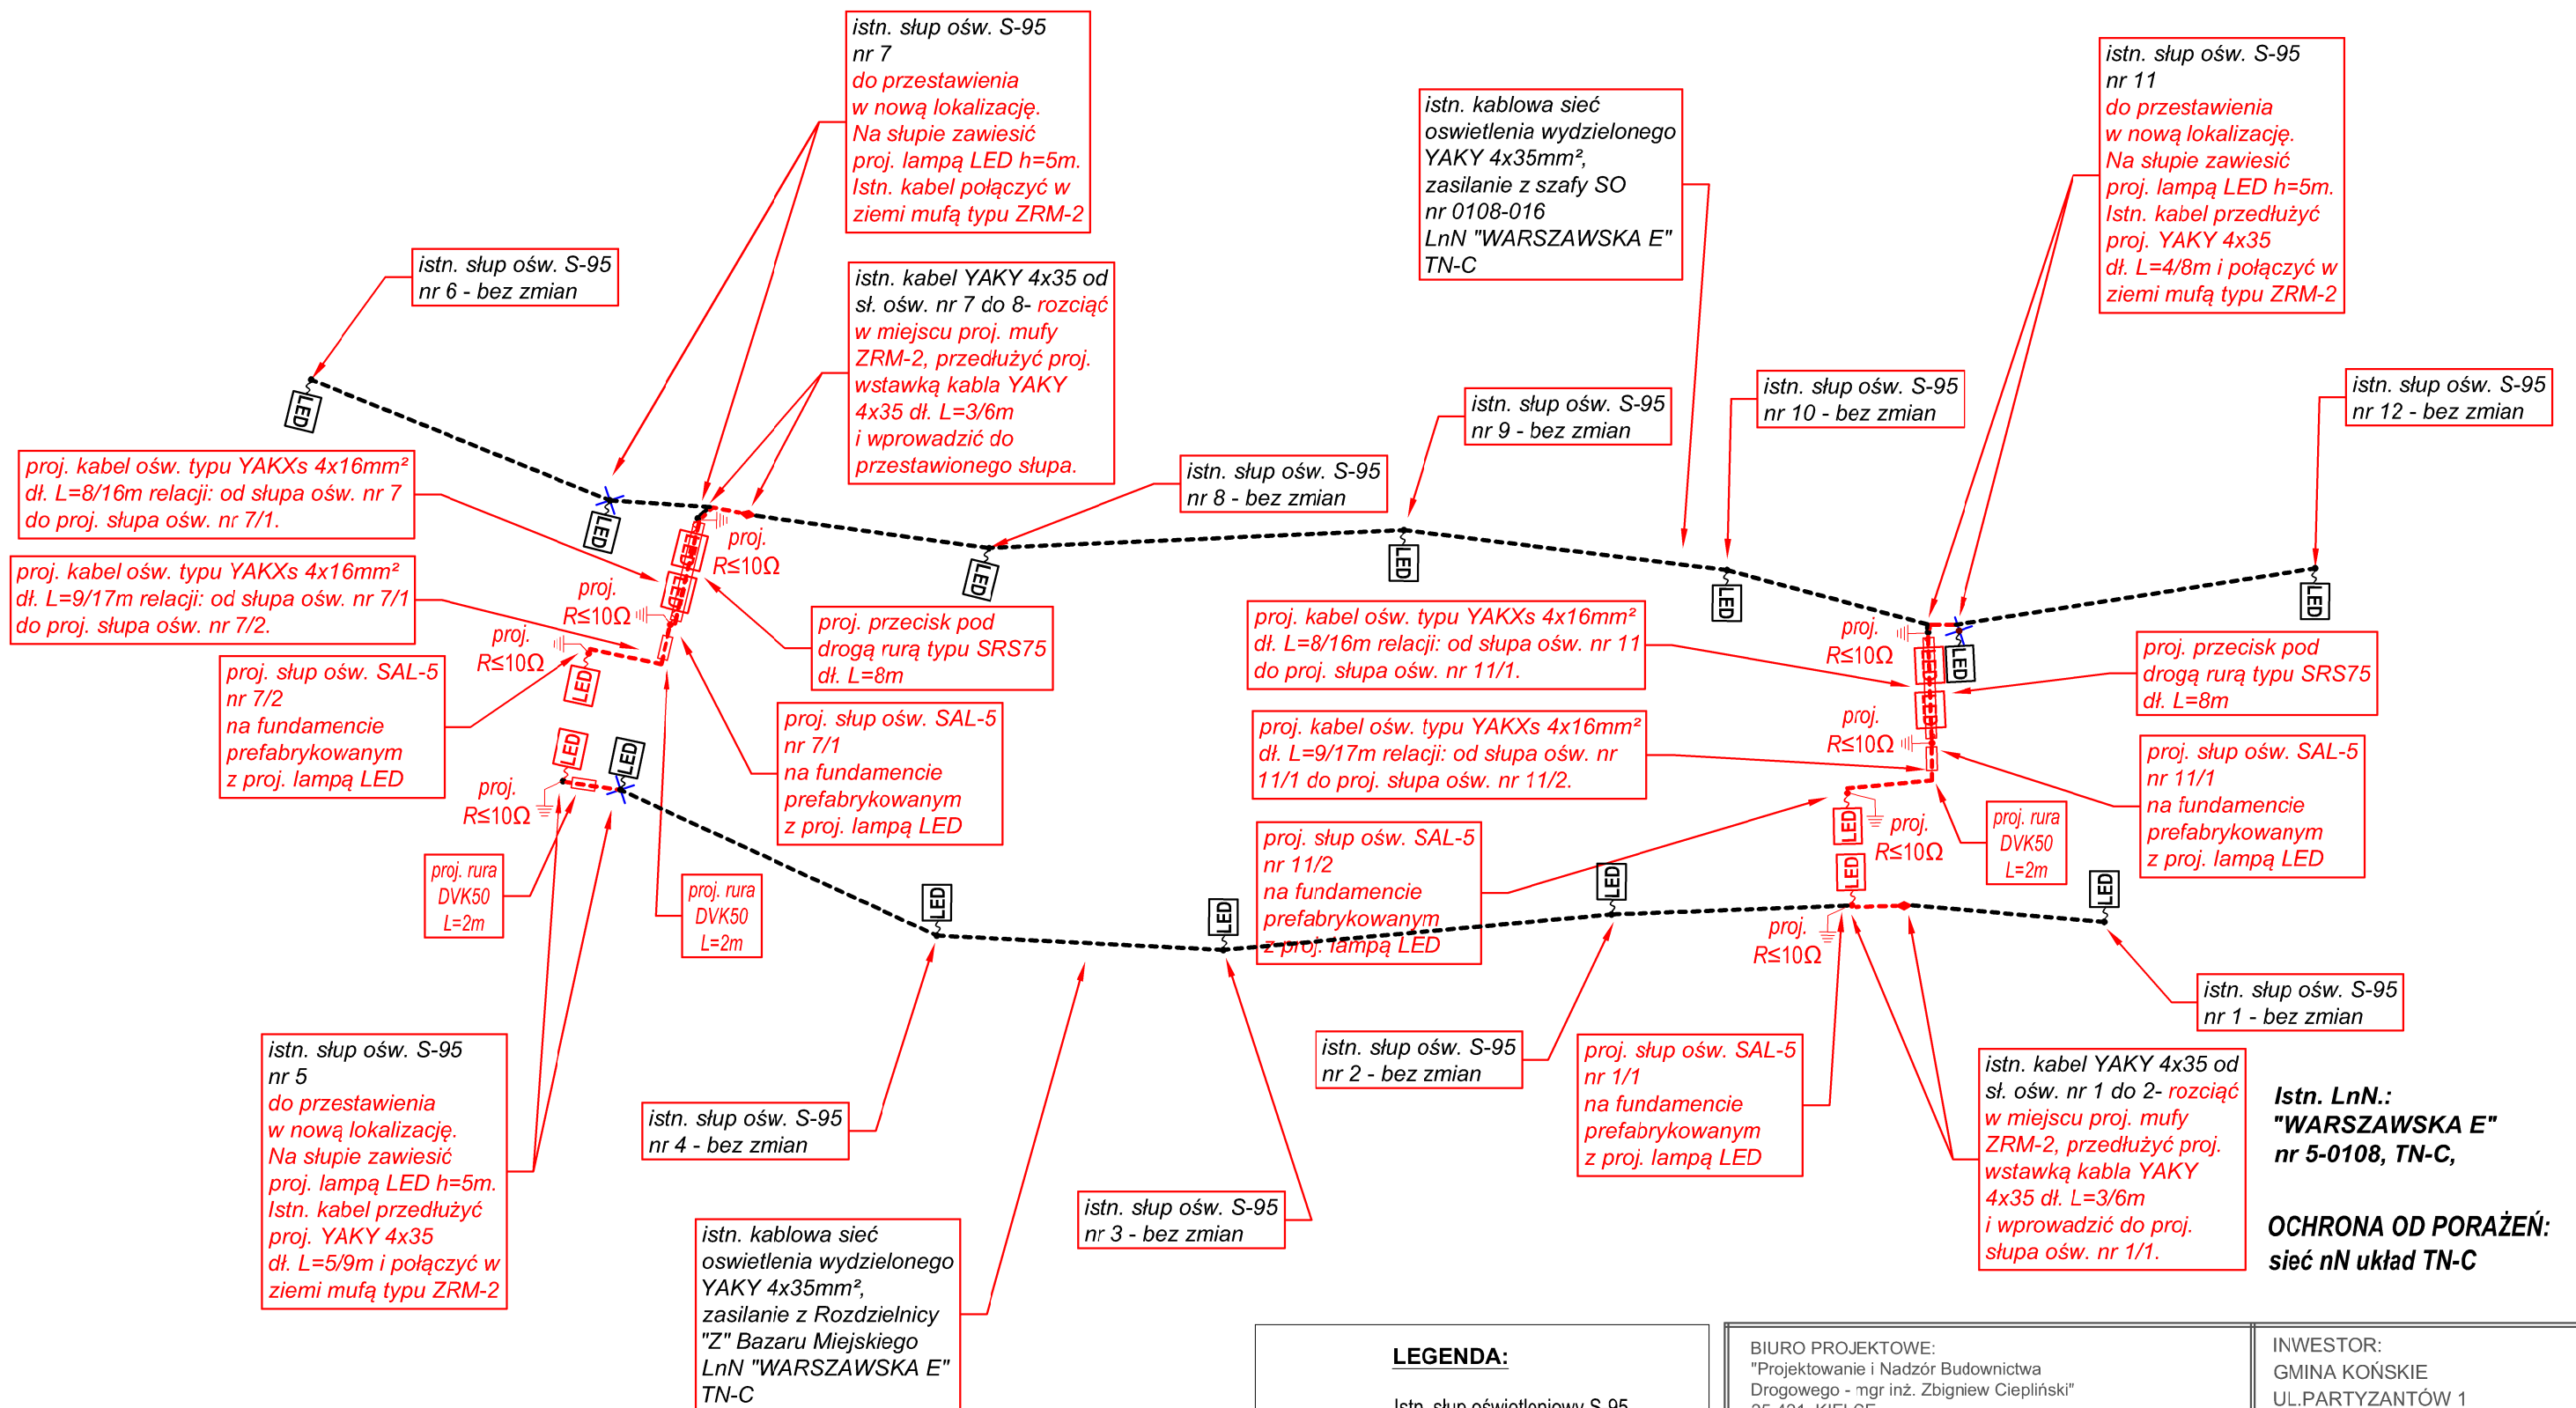 istn. słup ośw. S-95
nr 7
do przestawienia
w nową lokalizację.
Na słupie zawiesić
proj. lampą LED h=5m.
Istn. kabel połączyć w
ziemi mufą typu ZRM-2
istn. słup ośw. S-95
nr 11
do przestawienia
w nową lokalizację.
Na słupie zawiesić
proj. lampą LED h=5m.
Istn. kabel przedłużyć
proj. YAKY 4x35
dł. L=4/8m i połączyć w
ziemi mufą typu ZRM-2
istn. kablowa sieć
oswietlenia wydzielonego
YAKY 4x35mm²,
zasilanie z szafy SO
nr 0108-016
LnN "WARSZAWSKA E"
TN-C
istn. słup ośw. S-95
nr 6 - bez zmian
istn. kabel YAKY 4x35 od
sł. ośw. nr 7 do 8- rozciąć
w miejscu proj. mufy
ZRM-2, przedłużyć proj.
wstawką kabla YAKY
4x35 dł. L=3/6m
i wprowadzić do
przestawionego słupa.
istn. słup ośw. S-95
nr 9 - bez zmian
istn. słup ośw. S-95
nr 10 - bez zmian
istn. słup ośw. S-95
nr 12 - bez zmian
istn. słup ośw. S-95
nr 8 - bez zmian
LED
LED
LED
LED
LED
LED
LED
LED
LED
LED
LED
proj. kabel ośw. typu YAKXs 4x16mm²
dł. L=8/16m relacji: od słupa ośw. nr 7
do proj. słupa ośw. nr 7/1.
proj. kabel ośw. typu YAKXs 4x16mm²
dł. L=9/17m relacji: od słupa ośw. nr 7/1
do proj. słupa ośw. nr 7/2.
proj.
R≤10Ω
proj.
R≤10Ω
proj.
R≤10Ω
proj. słup ośw. SAL-5
nr 7/2
na fundamencie
prefabrykowanym
z proj. lampą LED
LED
proj. przecisk pod
drogą rurą typu SRS75
dł. L=8m
proj. słup ośw. SAL-5
nr 7/1
na fundamencie
prefabrykowanym
z proj. lampą LED
proj. kabel ośw. typu YAKXs 4x16mm²
dł. L=8/16m relacji: od słupa ośw. nr 11
do proj. słupa ośw. nr 11/1.
proj. kabel ośw. typu YAKXs 4x16mm²
dł. L=9/17m relacji: od słupa ośw. nr
11/1 do proj. słupa ośw. nr 11/2.
proj.
R≤10Ω
LED
proj.
R≤10Ω
proj. przecisk pod
drogą rurą typu SRS75
dł. L=8m
proj. słup ośw. SAL-5
nr 11/1
na fundamencie
prefabrykowanym
z proj. lampą LED
proj. słup ośw. SAL-5
nr 11/2
na fundamencie
prefabrykowanym
z proj. lampą LED
LED
proj.
R≤10Ω
proj. rura
DVK50
L=2m
LED
LED
proj.
R≤10Ω
proj. rura
DVK50
L=2m
proj. rura
DVK50
L=2m
LED
LED
LED
LED
LED
proj.
R≤10Ω
istn. słup ośw. S-95
nr 1 - bez zmian
istn. słup ośw. S-95
nr 5
do przestawienia
w nową lokalizację.
Na słupie zawiesić
proj. lampą LED h=5m.
Istn. kabel przedłużyć
proj. YAKY 4x35
dł. L=5/9m i połączyć w
ziemi mufą typu ZRM-2
istn. słup ośw. S-95
nr 4 - bez zmian
istn. kablowa sieć
oswietlenia wydzielonego
YAKY 4x35mm²,
zasilanie z Rozdzielnicy
"Z" Bazaru Miejskiego
LnN "WARSZAWSKA E"
TN-C
istn. słup ośw. S-95
nr 3 - bez zmian
istn. słup ośw. S-95
nr 2 - bez zmian
proj. słup ośw. SAL-5
nr 1/1
na fundamencie
prefabrykowanym
z proj. lampą LED
istn. kabel YAKY 4x35 od
sł. ośw. nr 1 do 2- rozciąć
w miejscu proj. mufy
ZRM-2, przedłużyć proj.
wstawką kabla YAKY
4x35 dł. L=3/6m
i wprowadzić do proj.
słupa ośw. nr 1/1.
Istn. LnN.:
"WARSZAWSKA E"
nr 5-0108, TN-C,
OCHRONA OD PORAŻEŃ:
sieć nN układ TN-C
LEGENDA:
Istn. słup oświetleniowy S-95
BIURO PROJEKTOWE:
"Projektowanie i Nadzór Budownictwa
Drogowego - mgr inż. Zbigniew Ciepliński"
INWESTOR:
GMINA KOŃSKIE
UL.PARTYZANTÓW 1